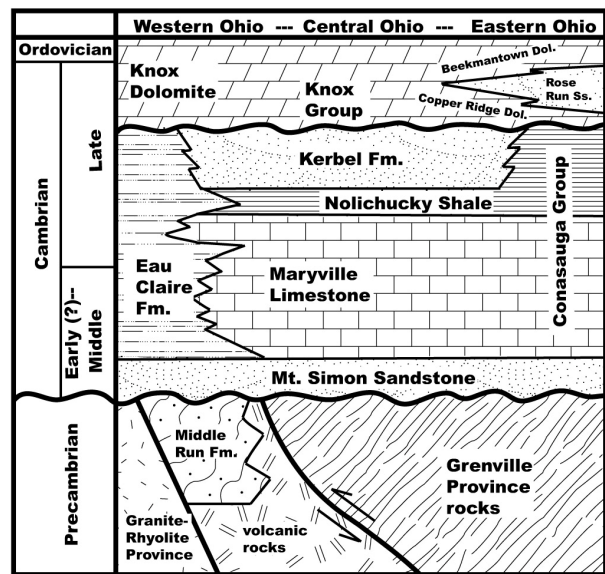 Western Ohio --- Central Ohio --- Eastern Ohio
Ordovician
Cambrian
Late
Early (?)--
Middle
Precambrian
Knox
Dolomite
Knox
Group
Beekmantown Dol.
Rose
Run Ss.
Copper Ridge Dol.
Kerbel Fm.
Nolichucky Shale
Conasauga Group
Eau
Claire
Fm.
Maryville
Limestone
Mt. Simon Sandstone
Middle
Run Fm.
Granite-
Rhyolite
Province
volcanic
rocks
Grenville
Province
rocks